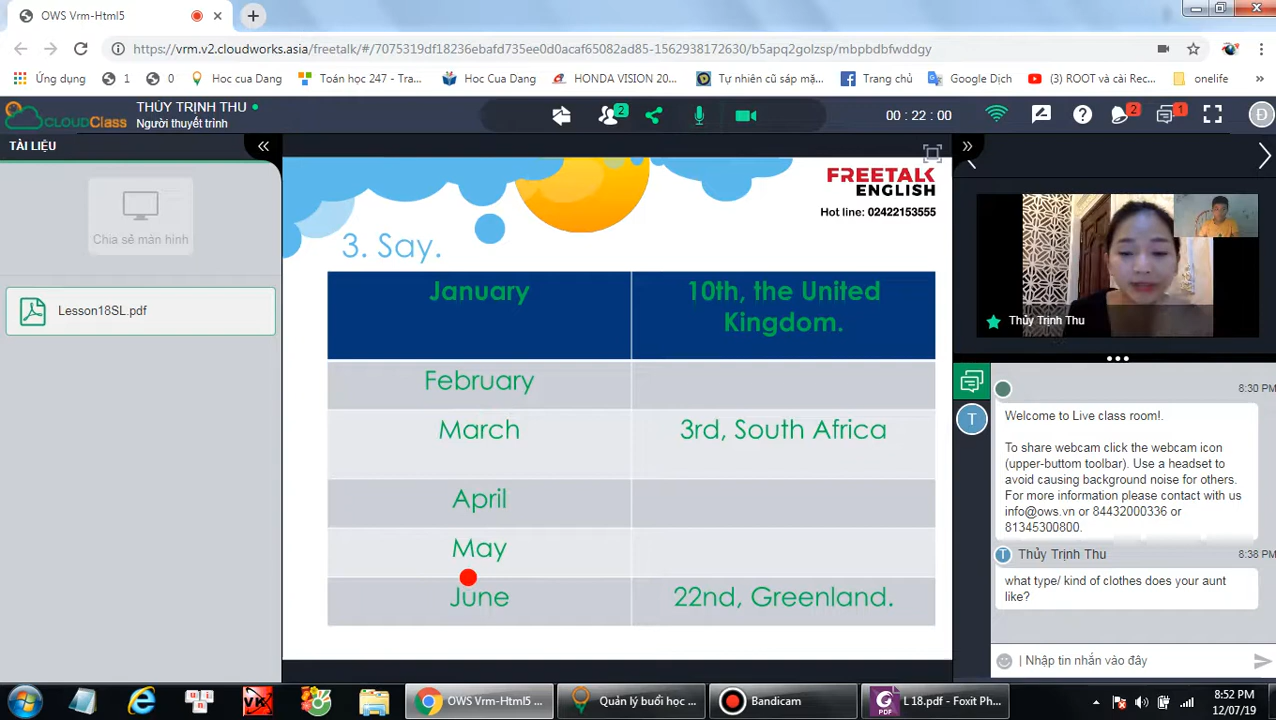 OWS Vrm-Html5
https://vrm.v2.cloudworks.asia/freetalk/#/7075319df18236ebafd735ee0d0acaf65082ad85-1562938172630/b5apq2golzsp/mbpbdbfwddgy
Ứng dụng 1 0 Hoc cua Dang Toán học 247 - Tra... Học Cua Dang HONDA VISION 20... Tự nhiên cũ sáp mặ... Trang chủ Google Dịch (3) ROOT và cài Rec... onelife »
CLOUDClass
THỦY TRỊNH THU
Người thuyết trình
2
00 : 22 : 00
2 1 Đ
TÀI LIỆU
Chia sẻ màn hình
Lesson18SL.pdf
FREETALK
ENGLISH
Hot line: 02422153555
3. Say.
January 10th, the United Kingdom.
February
March 3rd, South Africa
April
May
June 22nd, Greenland.
Thủy Trịnh Thu
8:30 PM
Welcome to Live class room!.
To share webcam click the webcam icon
(upper-buttom toolbar). Use a headset to
avoid causing background noise for others.
For more information please contact with us
info@ows.vn or 84432000336 or
81345300800.
T Thủy Trịnh Thu 8:38 PM
what type/ kind of clothes does your aunt
like?
Nhập tin nhắn vào đây
OWS Vrm-Html5 ... Quản lý buổi học ... Bandicam L 18.pdf - Foxit Ph...
8:52 PM
12/07/19